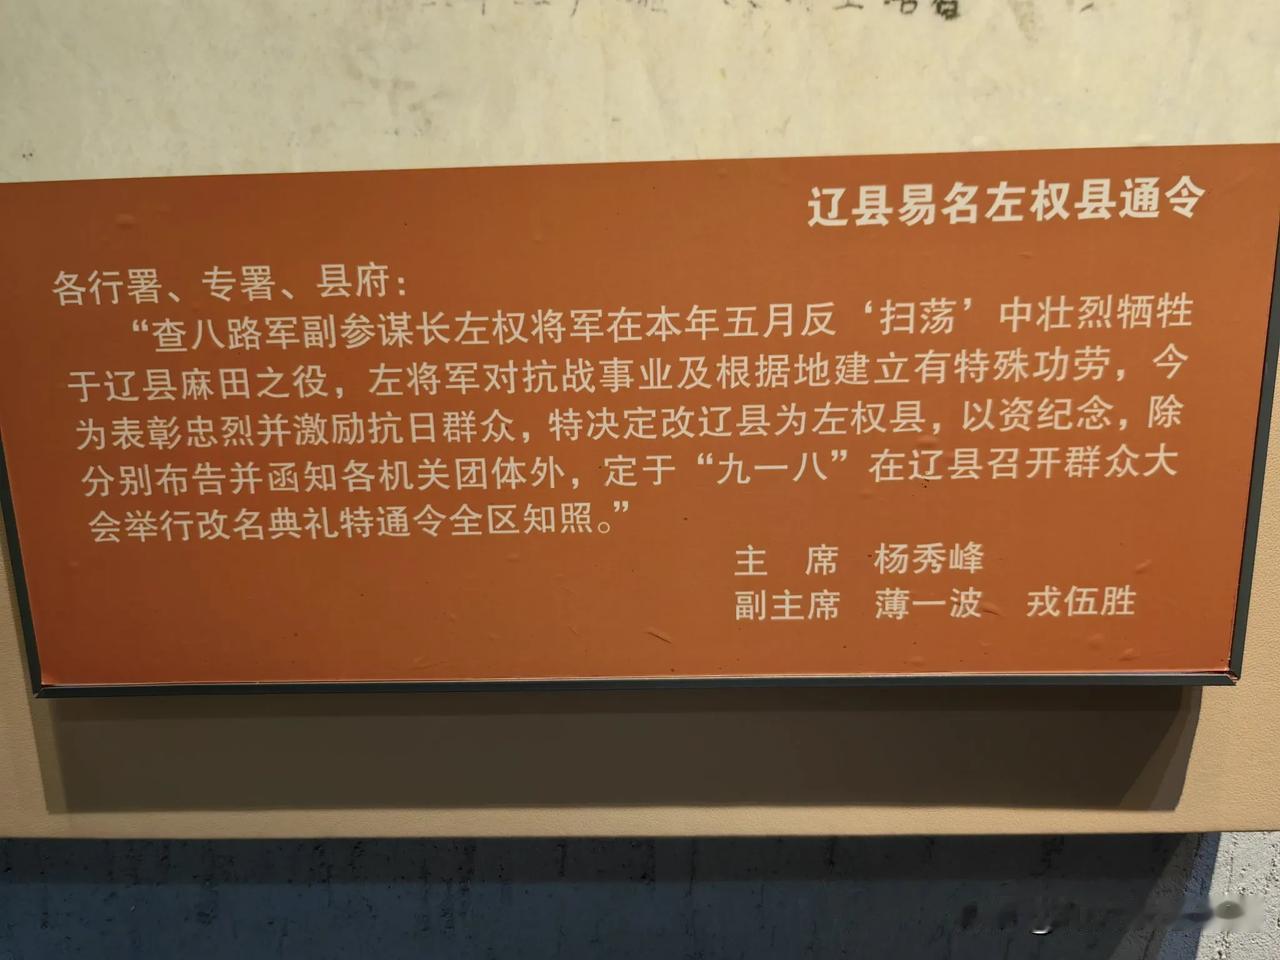 辽县易名左权县通令
各行署、专署、县府：
“查八路军副参谋长左权将军在本年五月反‘扫荡’中壮烈牺牲
于辽县麻田之役，左将军对抗战事业及根据地建立有特殊功劳，今
为表彰忠烈并激励抗日群众，特决定改辽县为左权县，以资纪念，除
分别布告并函知各机关团体外，定于“九一八”在辽县召开群众大
会举行改名典礼特通令全区知照。”
主　席　杨秀峰
副主席　薄一波　戎伍胜